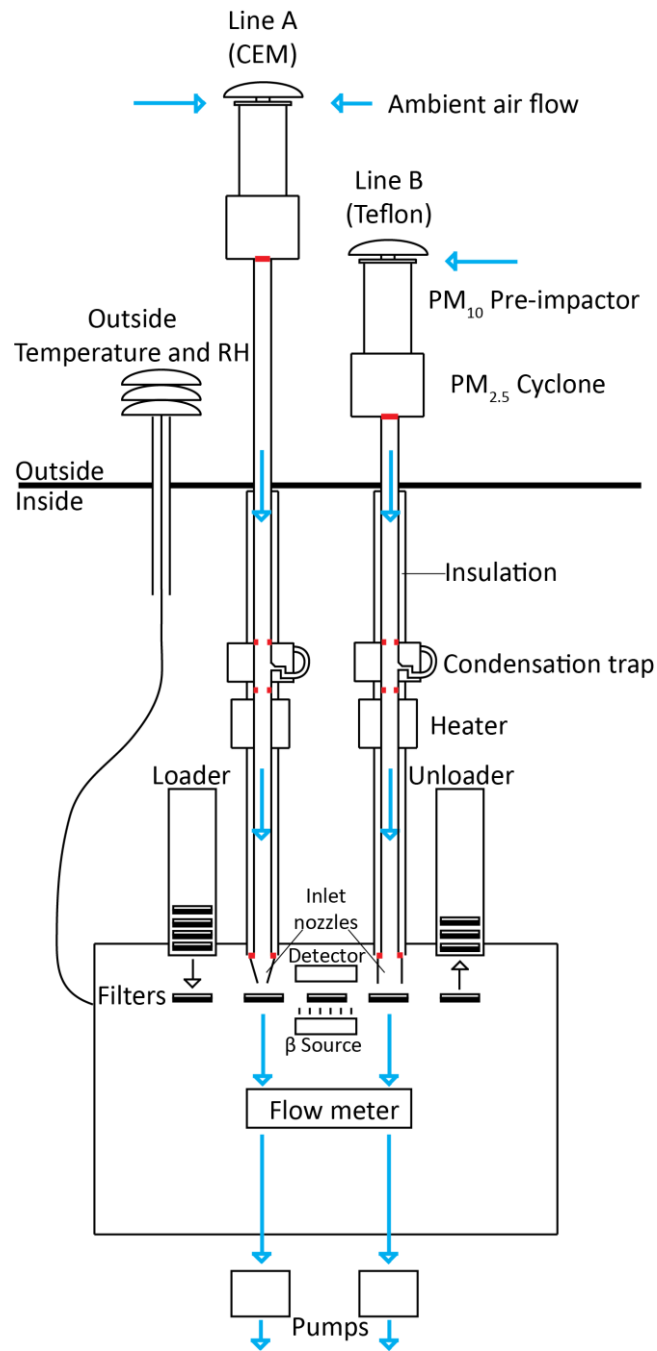 Line A
(CEM)
Ambient air flow
Line B
(Teflon)
PM₁₀ Pre-impactor
Outside
Temperature and RH
PM₂.₅ Cyclone
Outside
Inside
Insulation
Condensation trap
Heater
Loader
Unloader
Inlet
nozzles
Detector
Filters
β Source
Flow meter
Pumps